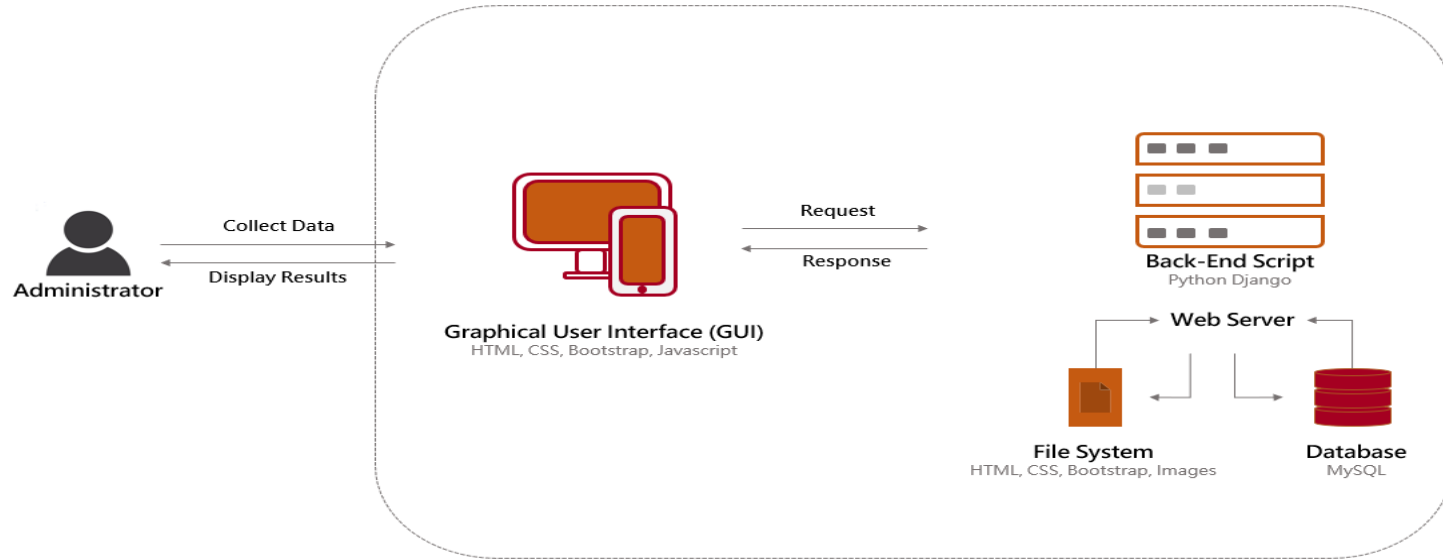 Collect Data
Display Results
Administrator
Request
Response
Graphical User Interface (GUI)
HTML, CSS, Bootstrap, Javascript
Back-End Script
Python Django
Web Server
File System
HTML, CSS, Bootstrap, Images
Database
MySQL